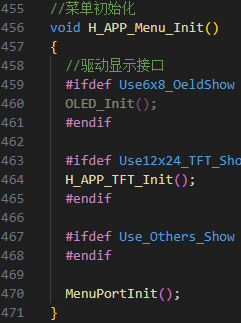 455 //菜单初始化
456 void H_APP_Menu_Init()
457 {
458 //驱动显示接口
459 #ifdef Use6x8_OeldShow
460 OLED_Init();
461 #endif
462
463 #ifdef Use12x24_TFT_Sho
464 H_APP_TFT_Init();
465 #endif
466
467 #ifdef Use_Others_Show
468 #endif
469
470 MenuPortInit();
471 }